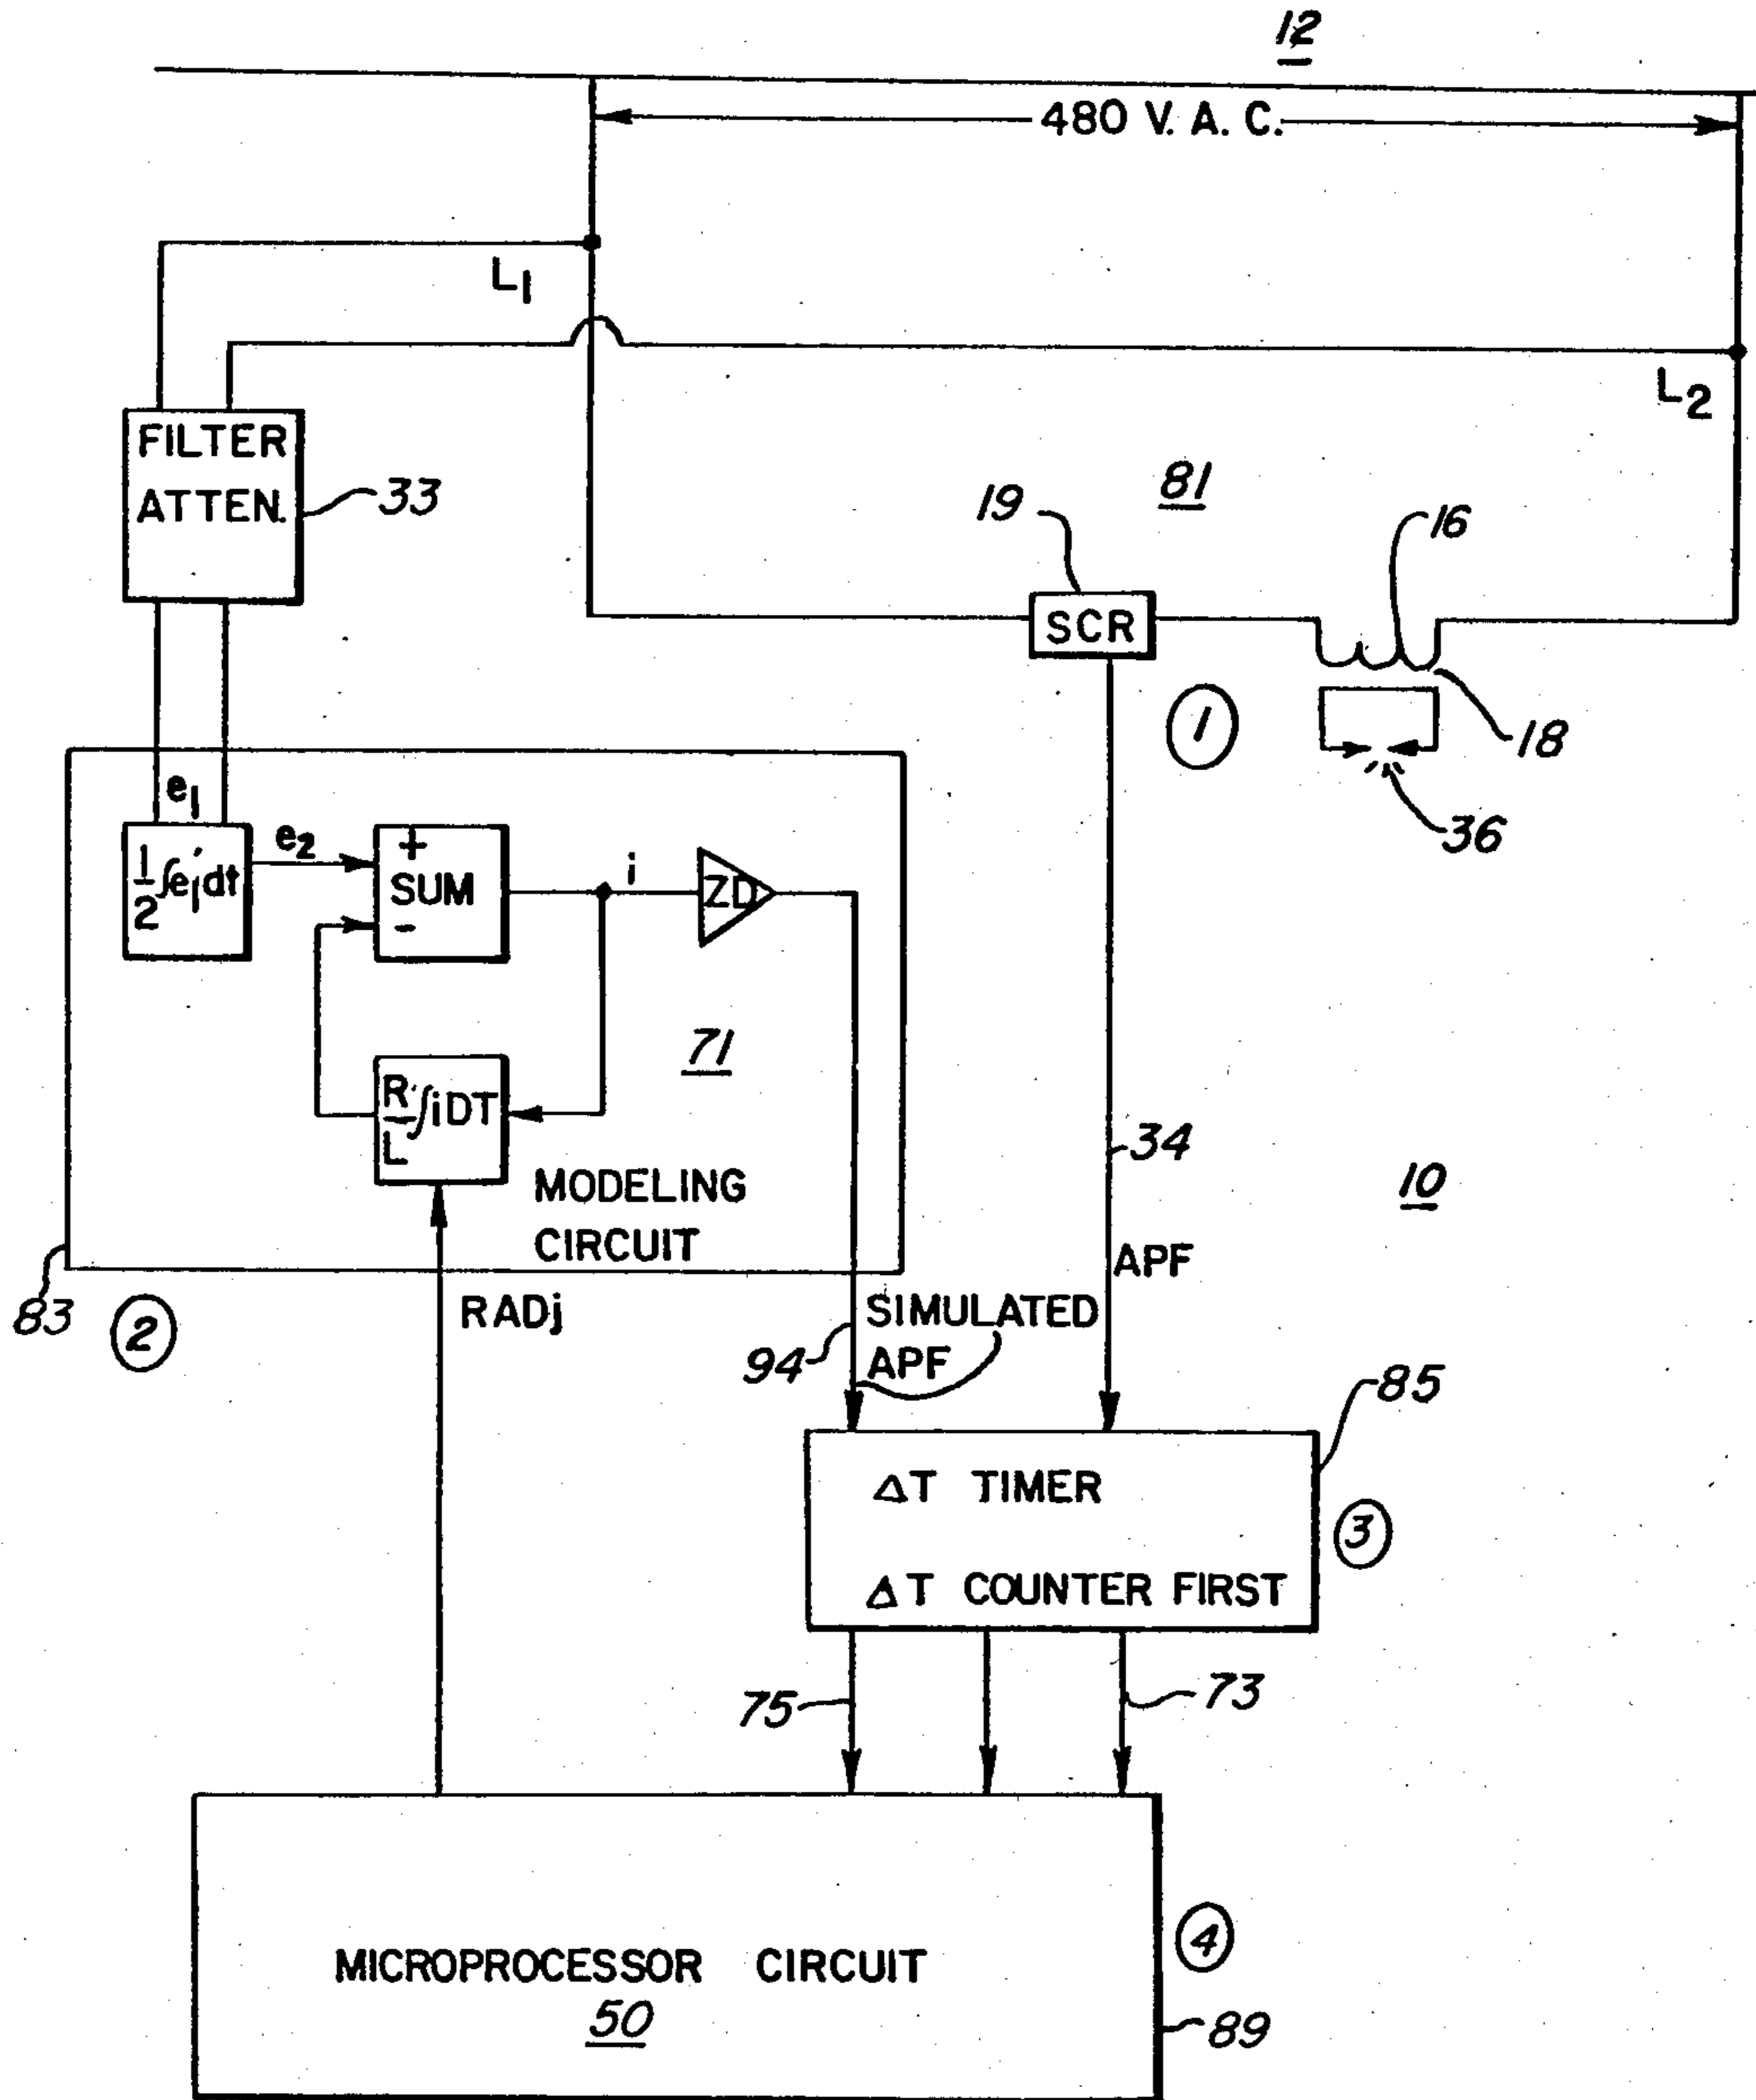 12
480 V. A. C.
L1
L2
FILTER
ATTEN.
33
81
19
16
SCR
18
1
36
e1
e2
1/2 ∫e1'dt
+
SUM
-
i
ZD
71
R/L ∫iDT
MODELING
CIRCUIT
34
10
APF
83
2
RADj
SIMULATED
94
APF
85
ΔT TIMER
3
ΔT COUNTER FIRST
75
73
4
MICROPROCESSOR CIRCUIT
50
89